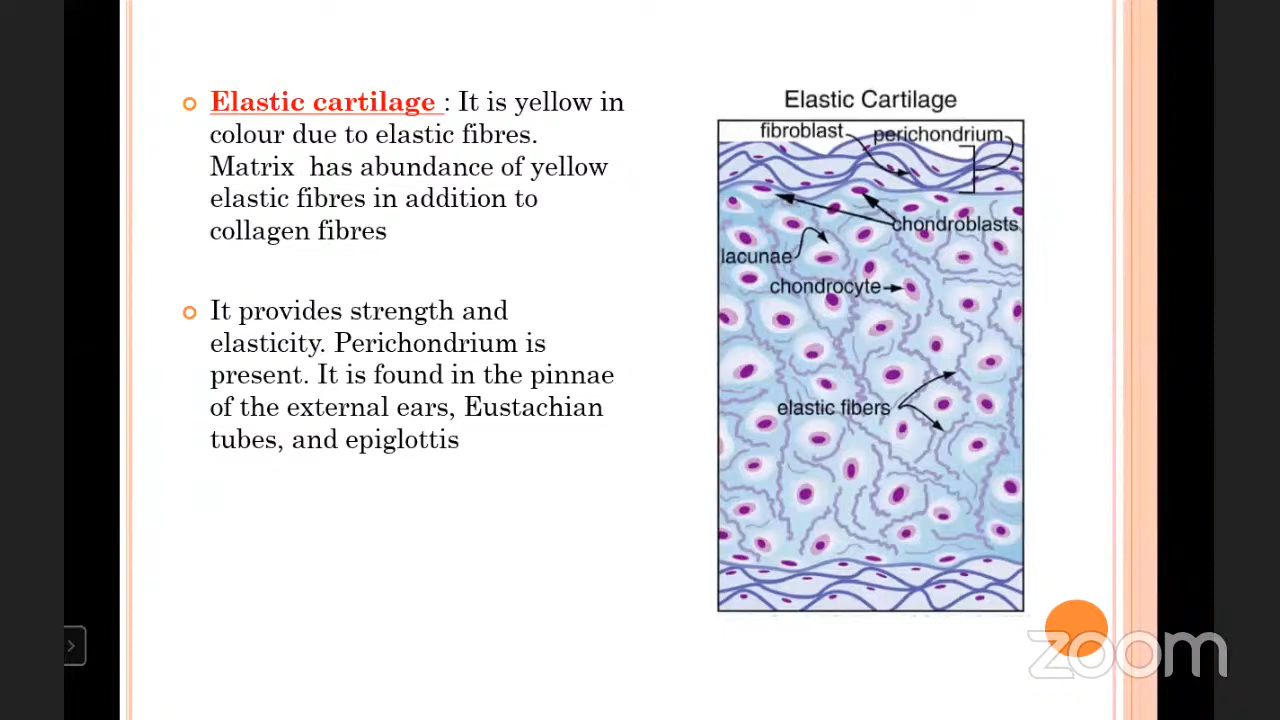 Elastic cartilage : It is yellow in
colour due to elastic fibres.
Matrix has abundance of yellow
elastic fibres in addition to
collagen fibres
It provides strength and
elasticity. Perichondrium is
present. It is found in the pinnae
of the external ears, Eustachian
tubes, and epiglottis
Elastic Cartilage
fibroblast
perichondrium
chondroblasts
lacunae
chondrocyte
elastic fibers
zoom